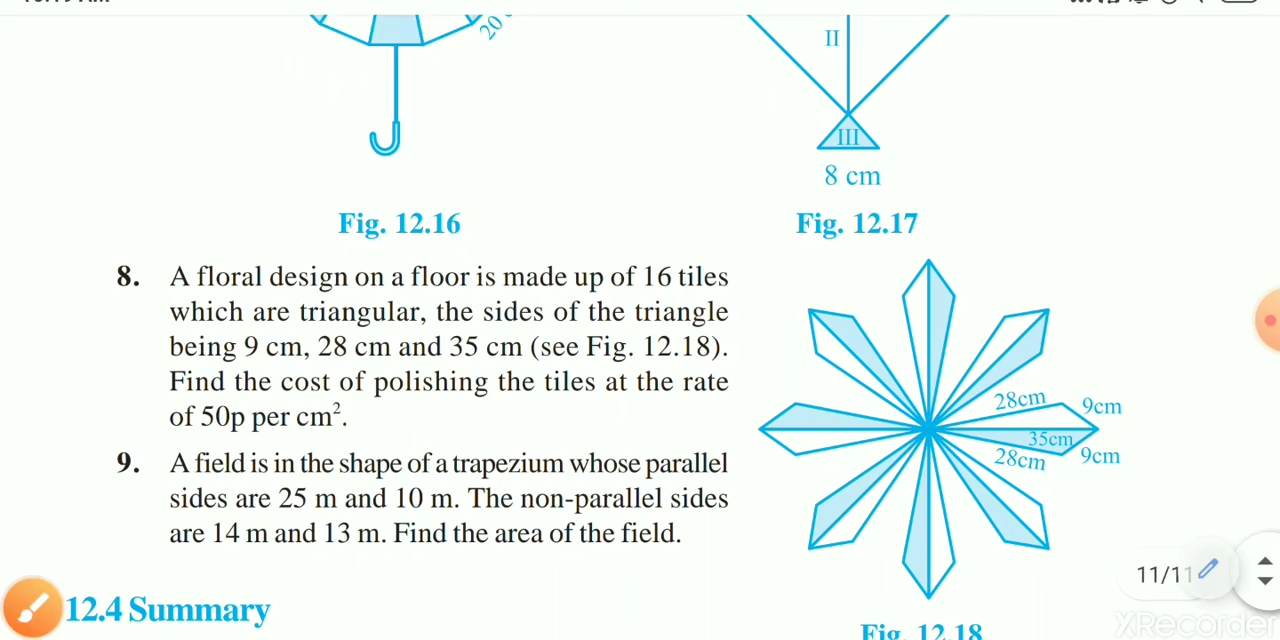 II
III
8 cm
Fig. 12.16
Fig. 12.17
8. A floral design on a floor is made up of 16 tiles
which are triangular, the sides of the triangle
being 9 cm, 28 cm and 35 cm (see Fig. 12.18).
Find the cost of polishing the tiles at the rate
of 50p per cm².
28cm
9cm
35cm
28cm
9cm
9. A field is in the shape of a trapezium whose parallel
sides are 25 m and 10 m. The non-parallel sides
are 14 m and 13 m. Find the area of the field.
11/11
12.4 Summary
XRecorder
Fig. 12.18